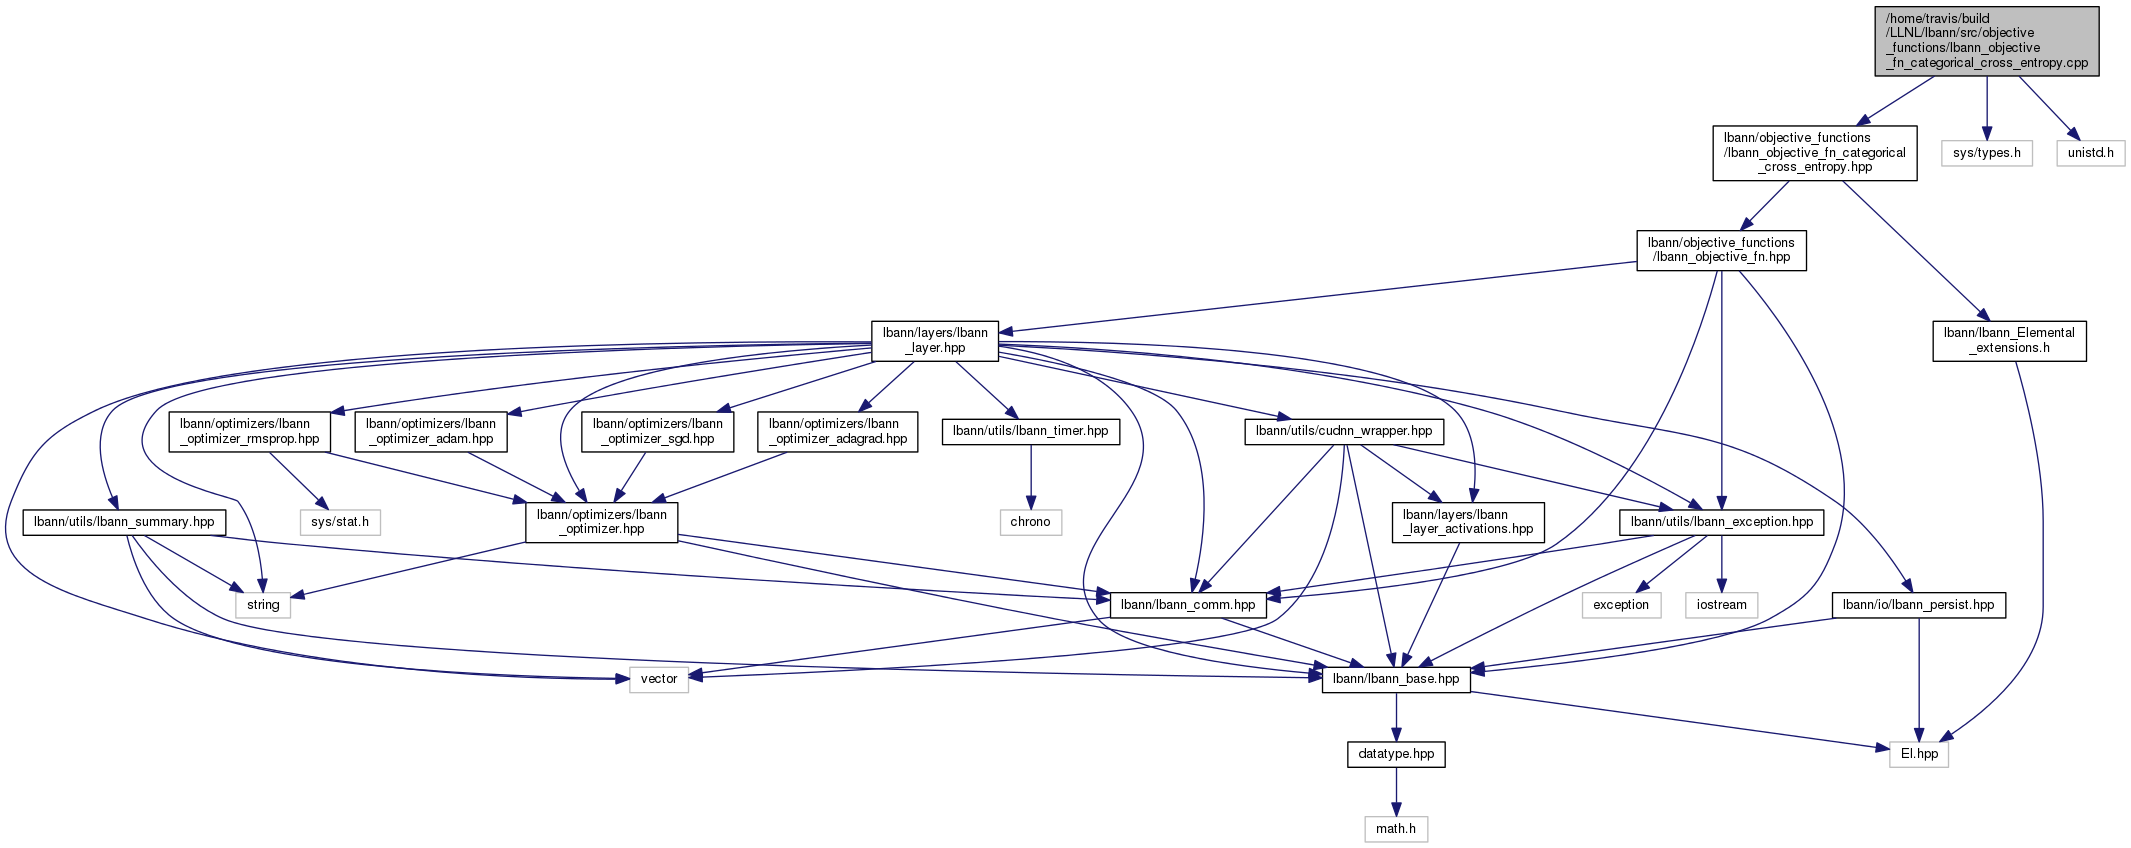 /home/travis/build
/LLNL/lbann/src/objective
_functions/lbann_objective
_fn_categorical_cross_entropy.cpp
lbann/objective_functions
/lbann_objective_fn_categorical
_cross_entropy.hpp
sys/types.h
unistd.h
lbann/objective_functions
/lbann_objective_fn.hpp
lbann/layers/lbann
_layer.hpp
lbann/lbann_Elemental
_extensions.h
lbann/optimizers/lbann
_optimizer_rmsprop.hpp
lbann/optimizers/lbann
_optimizer_adam.hpp
lbann/optimizers/lbann
_optimizer_sgd.hpp
lbann/optimizers/lbann
_optimizer_adagrad.hpp
lbann/utils/lbann_timer.hpp
lbann/utils/cudnn_wrapper.hpp
lbann/utils/lbann_summary.hpp
sys/stat.h
lbann/optimizers/lbann
_optimizer.hpp
chrono
lbann/layers/lbann
_layer_activations.hpp
lbann/utils/lbann_exception.hpp
string
lbann/lbann_comm.hpp
exception
iostream
lbann/io/lbann_persist.hpp
vector
lbann/lbann_base.hpp
datatype.hpp
El.hpp
math.h